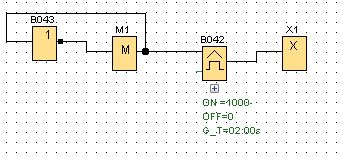 B043
1
M1
M
B042
X1
X
ON =1000-
OFF=0
G_T=02:00s